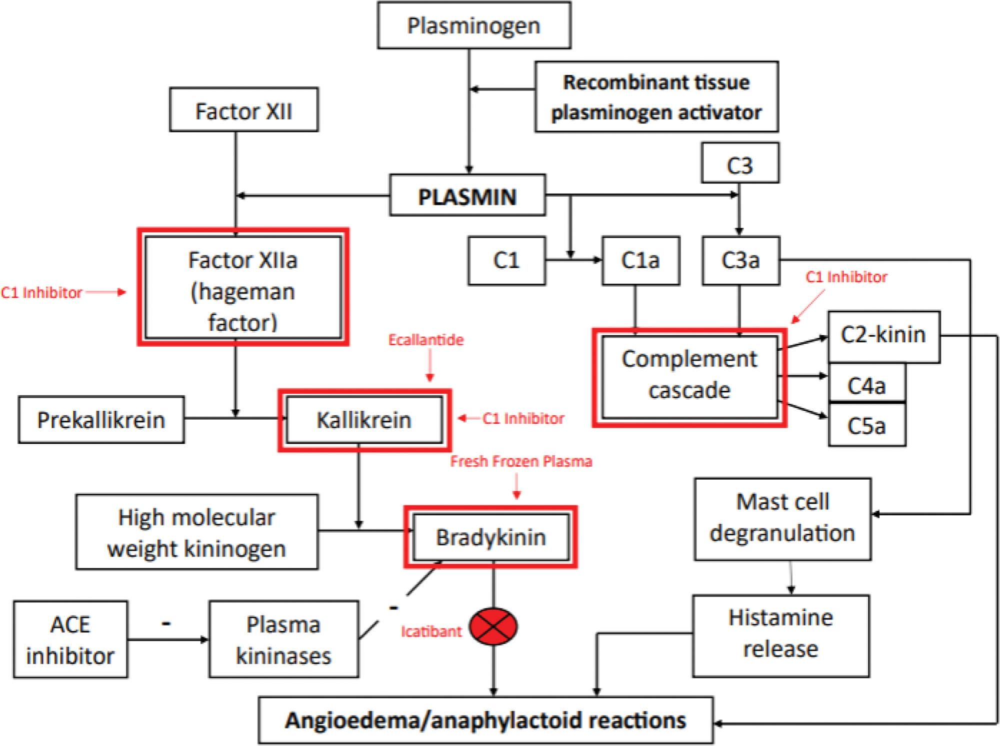 Plasminogen
Recombinant tissue
plasminogen activator
Factor XII
C3
PLASMIN
Factor XIIa
(hageman
factor)
C1
C1a
C3a
C1 Inhibitor
C1 Inhibitor
Ecallantide
C2-kinin
Complement
cascade
C4a
C5a
Prekallikrein
Kallikrein
C1 Inhibitor
Fresh Frozen Plasma
High molecular
weight kininogen
Bradykinin
Mast cell
degranulation
ACE
inhibitor
-
Plasma
kininases
-
Icatibant
Histamine
release
Angioedema/anaphylactoid reactions